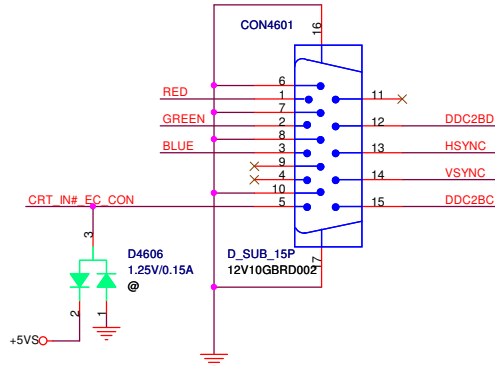 CON4601
16
6
RED
1
11
7
GREEN
2
12
DDC2BD
8
BLUE
3
13
HSYNC
9
4
14
VSYNC
10
CRT_IN#_EC_CON
5
15
DDC2BC
3
D4606
1.25V/0.15A
@
D_SUB_15P
12V10GBRD002
17
2
1
+5VS